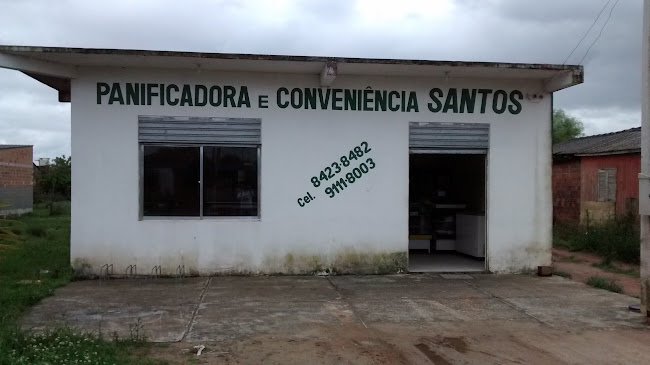 PANIFICADORA E CONVENIÊNCIA SANTOS
Cel. 8423-8482
9111-8003